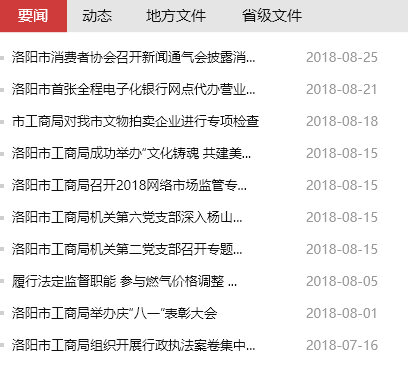 要闻 动态 地方文件 省级文件
洛阳市消费者协会召开新闻通气会披露消... 2018-08-25
洛阳市首张全程电子化银行网点代办营业... 2018-08-21
市工商局对我市文物拍卖企业进行专项检查 2018-08-18
洛阳市工商局成功举办“文化铸魂 共建美... 2018-08-15
洛阳市工商局召开2018网络市场监管专... 2018-08-15
洛阳市工商局机关第六党支部深入杨山... 2018-08-15
洛阳市工商局机关第二党支部召开专题... 2018-08-15
履行法定监督职能 参与燃气价格调整 ... 2018-08-05
洛阳市工商局举办庆“八一”表彰大会 2018-08-01
洛阳市工商局组织开展行政执法案卷集中... 2018-07-16